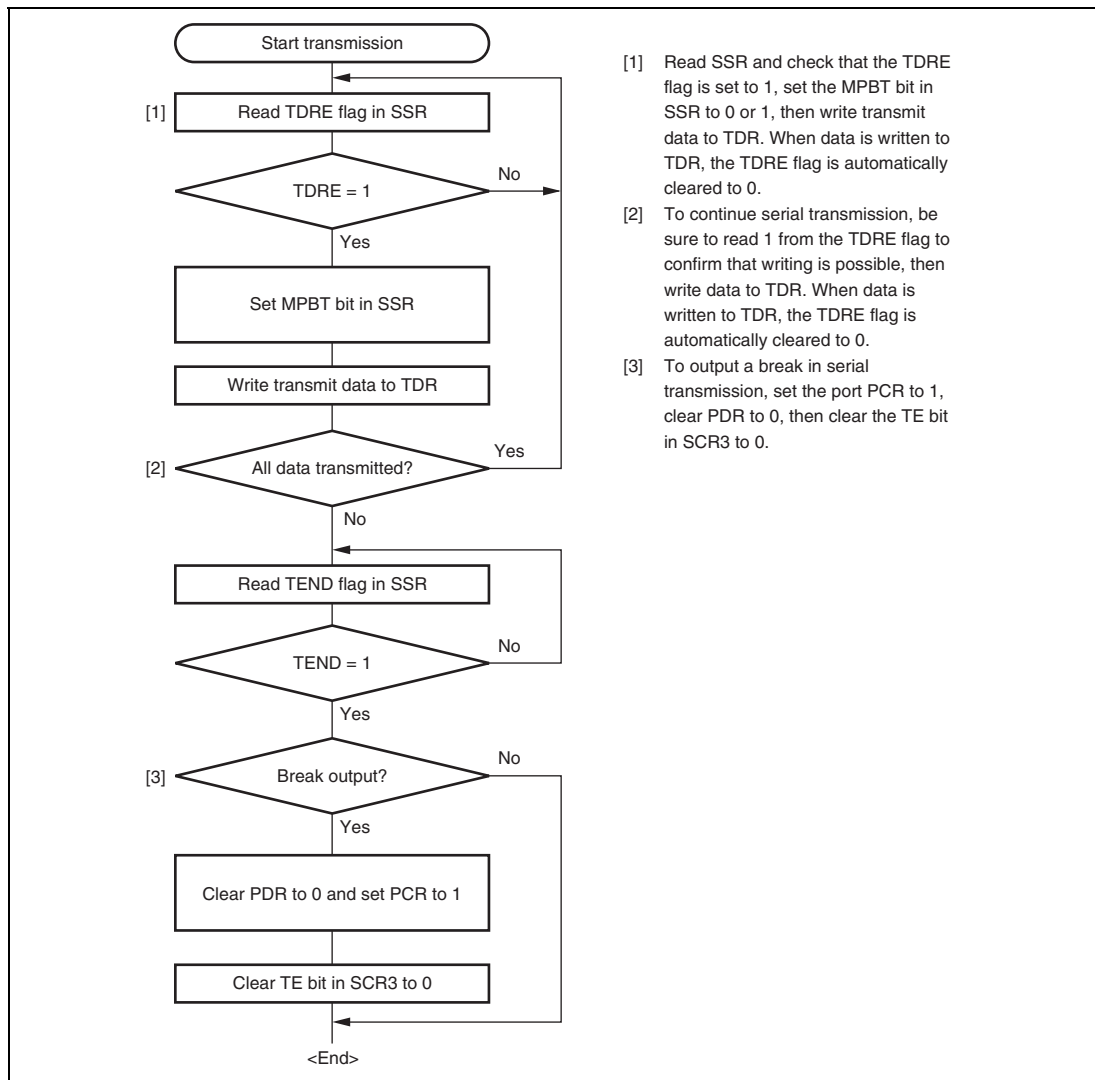 Start transmission
[1]
Read TDRE flag in SSR
TDRE = 1
No
Yes
Set MPBT bit in SSR
Write transmit data to TDR
[2]
All data transmitted?
Yes
No
Read TEND flag in SSR
TEND = 1
No
Yes
[3]
Break output?
No
Yes
Clear PDR to 0 and set PCR to 1
Clear TE bit in SCR3 to 0
<End>
[1] Read SSR and check that the TDRE
flag is set to 1, set the MPBT bit in
SSR to 0 or 1, then write transmit
data to TDR. When data is written to
TDR, the TDRE flag is automatically
cleared to 0.
[2] To continue serial transmission, be
sure to read 1 from the TDRE flag to
confirm that writing is possible, then
write data to TDR. When data is
written to TDR, the TDRE flag is
automatically cleared to 0.
[3] To output a break in serial
transmission, set the port PCR to 1,
clear PDR to 0, then clear the TE bit
in SCR3 to 0.